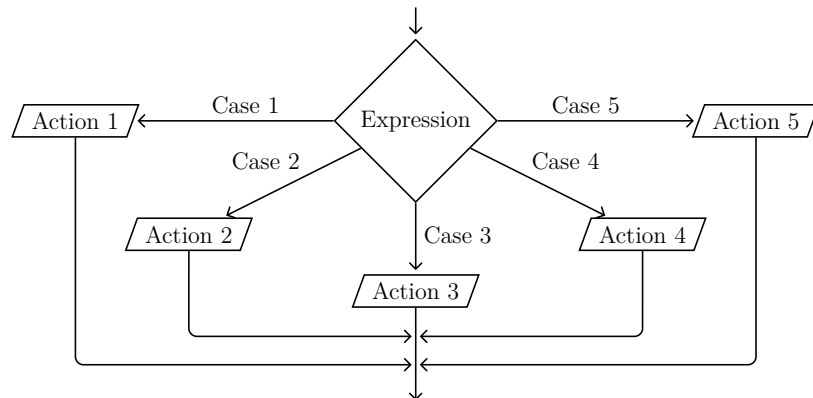 Case 1
Case 5
Action 1
Expression
Action 5
Case 2
Case 4
Action 2
Case 3
Action 4
Action 3